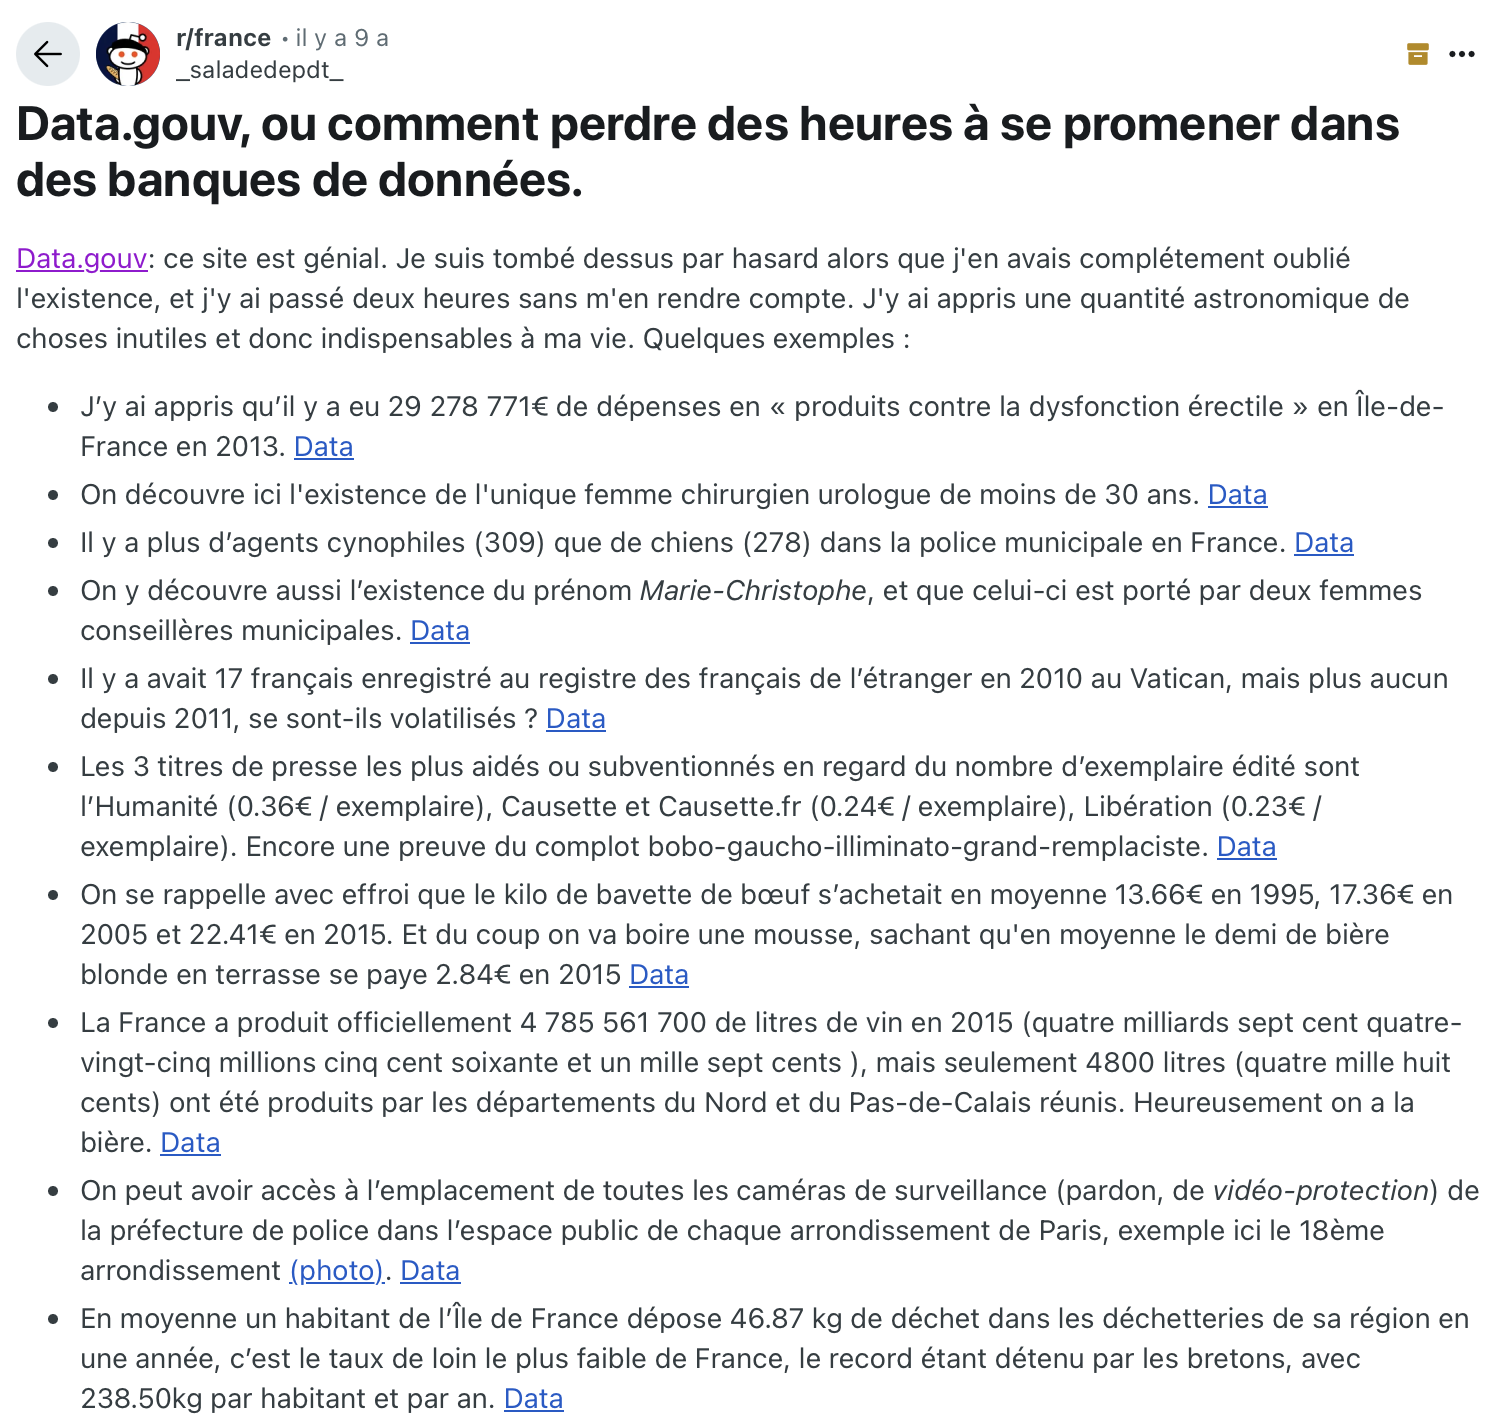 r/france • il y a 9 a
_saladedepdt_
Data.gouv, ou comment perdre des heures à se promener dans
des banques de données.
Data.gouv: ce site est génial. Je suis tombé dessus par hasard alors que j'en avais complétement oublié
l'existence, et j'y ai passé deux heures sans m'en rendre compte. J'y ai appris une quantité astronomique de
choses inutiles et donc indispensables à ma vie. Quelques exemples :
• J’y ai appris qu’il y a eu 29 278 771€ de dépenses en « produits contre la dysfonction érectile » en Île-de-
France en 2013. Data
• On découvre ici l'existence de l'unique femme chirurgien urologue de moins de 30 ans. Data
• Il y a plus d’agents cynophiles (309) que de chiens (278) dans la police municipale en France. Data
• On y découvre aussi l’existence du prénom Marie-Christophe, et que celui-ci est porté par deux femmes
conseillères municipales. Data
• Il y a avait 17 français enregistré au registre des français de l’étranger en 2010 au Vatican, mais plus aucun
depuis 2011, se sont-ils volatilisés ? Data
• Les 3 titres de presse les plus aidés ou subventionnés en regard du nombre d’exemplaire édité sont
l’Humanité (0.36€ / exemplaire), Causette et Causette.fr (0.24€ / exemplaire), Libération (0.23€ /
exemplaire). Encore une preuve du complot bobo-gaucho-illiminato-grand-remplaciste. Data
• On se rappelle avec effroi que le kilo de bavette de bœuf s’achetait en moyenne 13.66€ en 1995, 17.36€ en
2005 et 22.41€ en 2015. Et du coup on va boire une mousse, sachant qu'en moyenne le demi de bière
blonde en terrasse se paye 2.84€ en 2015 Data
• La France a produit officiellement 4 785 561 700 de litres de vin en 2015 (quatre milliards sept cent quatre-
vingt-cinq millions cinq cent soixante et un mille sept cents ), mais seulement 4800 litres (quatre mille huit
cents) ont été produits par les départements du Nord et du Pas-de-Calais réunis. Heureusement on a la
bière. Data
• On peut avoir accès à l’emplacement de toutes les caméras de surveillance (pardon, de vidéo-protection) de
la préfecture de police dans l’espace public de chaque arrondissement de Paris, exemple ici le 18ème
arrondissement (photo). Data
• En moyenne un habitant de l’Île de France dépose 46.87 kg de déchet dans les déchetteries de sa région en
une année, c’est le taux de loin le plus faible de France, le record étant détenu par les bretons, avec
238.50kg par habitant et par an. Data